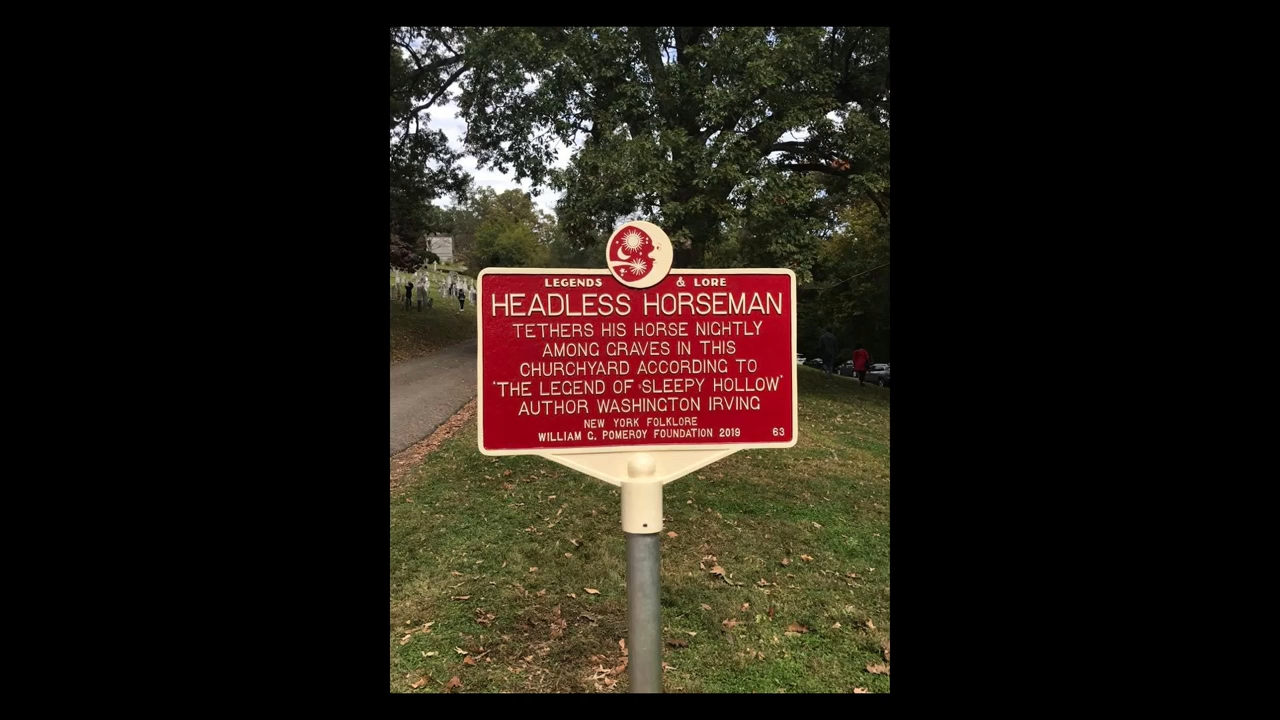 LEGENDS & LORE
HEADLESS HORSEMAN
TETHERS HIS HORSE NIGHTLY
AMONG GRAVES IN THIS
CHURCHYARD ACCORDING TO
"THE LEGEND OF SLEEPY HOLLOW"
AUTHOR WASHINGTON IRVING
NEW YORK FOLKLORE
WILLIAM G. POMEROY FOUNDATION 2019 63